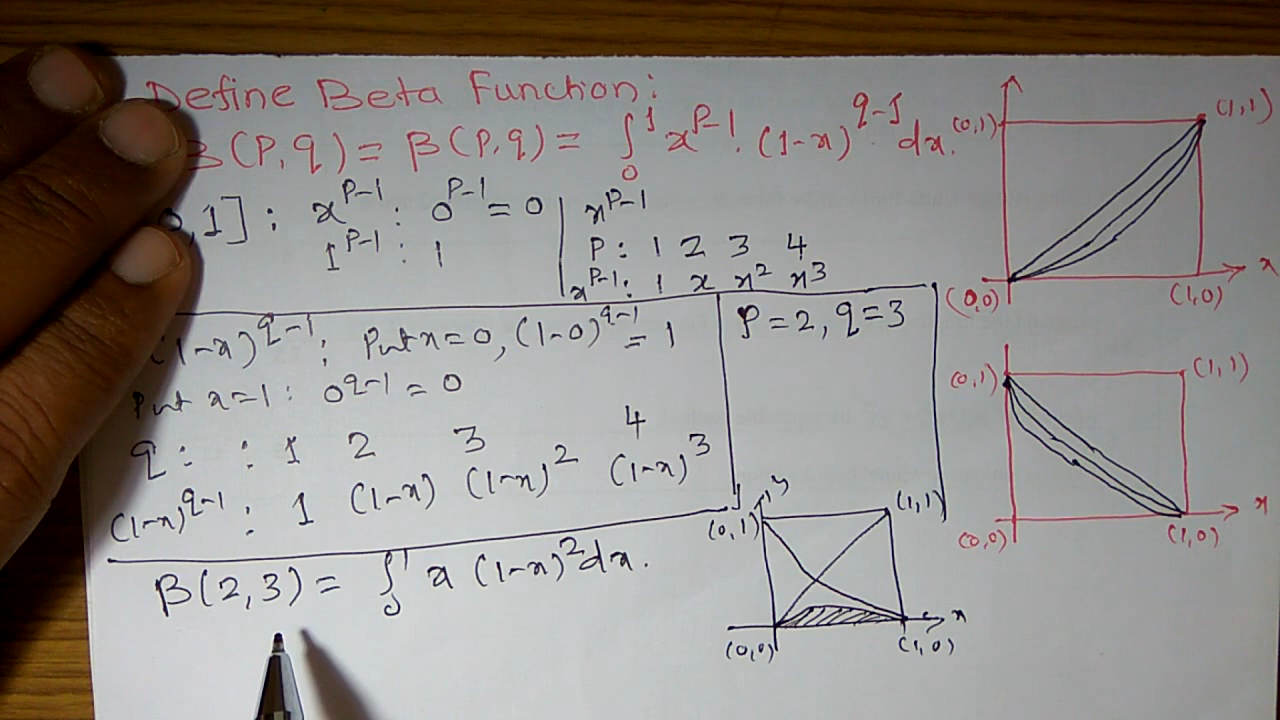 Define Beta Function:
B(P,q) = β(P,q) = ∫₀¹ x^(P-1) . (1-x)^(q-1) dx.
0,1] : x^(P-1) : 0^(P-1) = 0
1^(P-1) : 1
x^(P-1)
P : 1 2 3 4
x^(P-1) : 1 x x² x³
(1-x)^(q-1) : Put x=0, (1-0)^(q-1) = 1
Put x=1 : 0^(q-1) = 0
q : : 1 2 3 4
(1-x)^(q-1) : 1 (1-x) (1-x)² (1-x)³
P=2, q=3
β(2,3) = ∫₀¹ x (1-x)² dx.
(0,1) (1,1)
(0,0) (1,0) x
(0,1) (1,1)
(0,0) (1,0) x
y
(0,1) (1,1)
x
(0,0) (1,0)